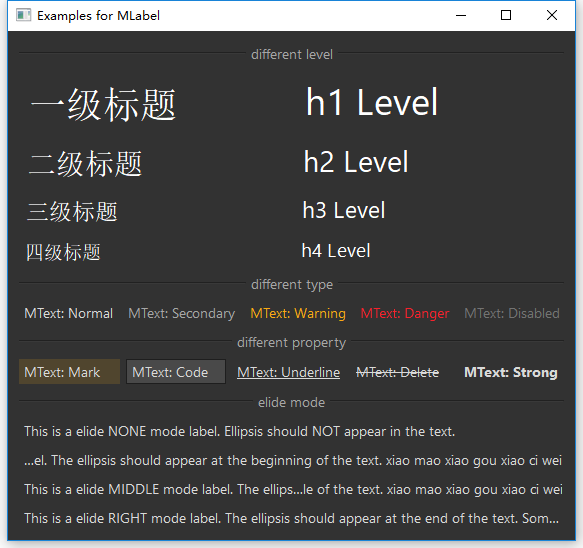 Examples for MLabel
different level
一级标题 h1 Level
二级标题 h2 Level
三级标题 h3 Level
四级标题 h4 Level
different type
MText: Normal MText: Secondary MText: Warning MText: Danger MText: Disabled
different property
MText: Mark MText: Code MText: Underline MText: Delete MText: Strong
elide mode
This is a elide NONE mode label. Ellipsis should NOT appear in the text.
...el. The ellipsis should appear at the beginning of the text. xiao mao xiao gou xiao ci wei
This is a elide MIDDLE mode label. The ellips...le of the text. xiao mao xiao gou xiao ci wei
This is a elide RIGHT mode label. The ellipsis should appear at the end of the text. Som...